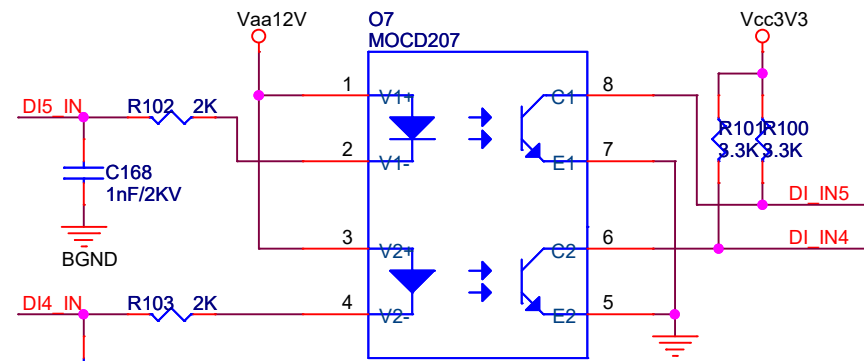 Vaa12V
O7
MOCD207
Vcc3V3
DI5_IN
R102 2K
1
V1+
C1
8
R101
R100
3.3K
3.3K
C168
1nF/2KV
2
V1-
E1
7
BGND
DI_IN5
3
V2+
C2
6
DI_IN4
DI4_IN
R103 2K
4
V2-
E2
5